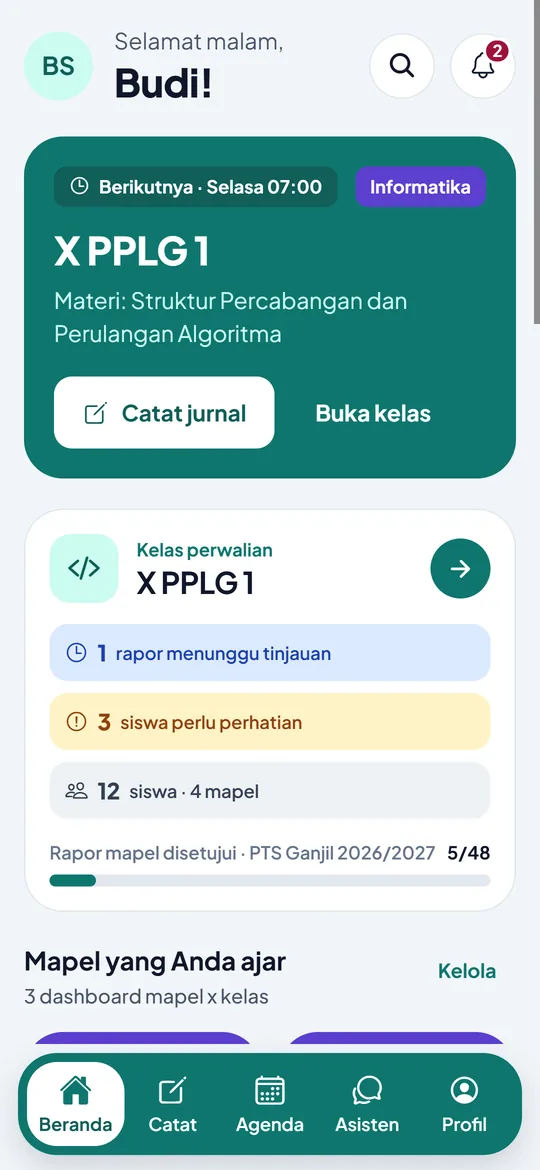 BS
Selamat malam,
Budi!
2
Berikutnya · Selasa 07:00
Informatika
X PPLG 1
Materi: Struktur Percabangan dan
Perulangan Algoritma
Catat jurnal
Buka kelas
</>
Kelas perwalian
X PPLG 1
1 rapor menunggu tinjauan
3 siswa perlu perhatian
12 siswa · 4 mapel
Rapor mapel disetujui · PTS Ganjil 2026/2027 5/48
Mapel yang Anda ajar
Kelola
3 dashboard mapel x kelas
Beranda
Catat
Agenda
Asisten
Profil